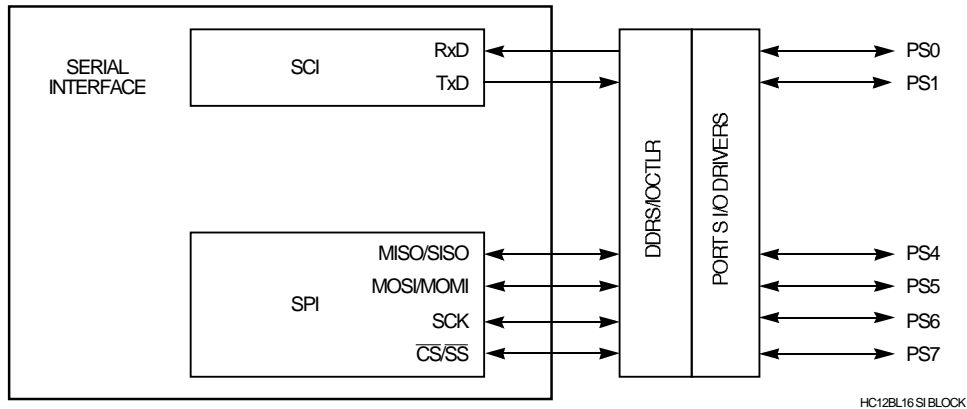 SERIAL
INTERFACE
SCI
RxD
TxD
SPI
MISO/SISO
MOSI/MOMI
SCK
CS/SS
DDRS/IOCTLR
PORT S I/O DRIVERS
PS0
PS1
PS4
PS5
PS6
PS7
HC12BL16 SI BLOCK